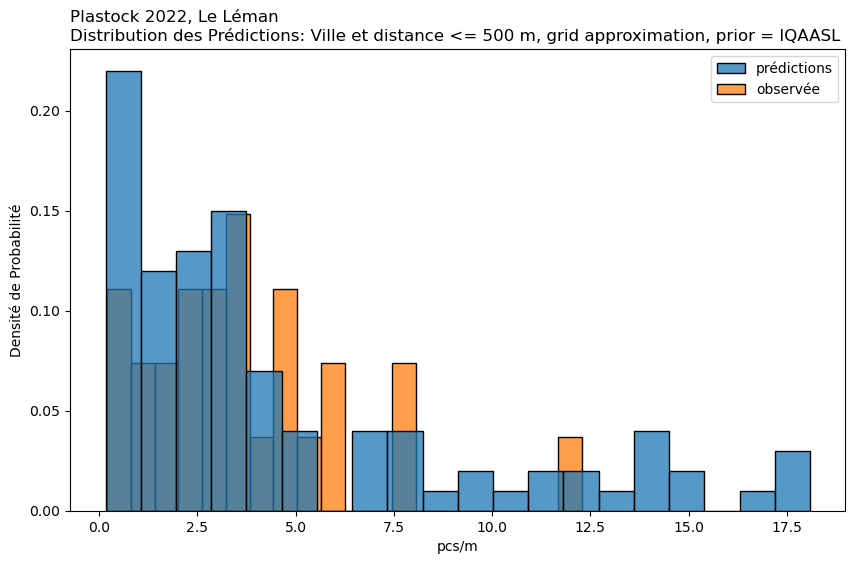 Plastock 2022, Le Léman
Distribution des Prédictions: Ville et distance <= 500 m, grid approximation, prior = IQAASL
prédictions
observée
Densité de Probabilité
0.20
0.15
0.10
0.05
0.00
0.0
2.5
5.0
7.5
10.0
12.5
15.0
17.5
pcs/m